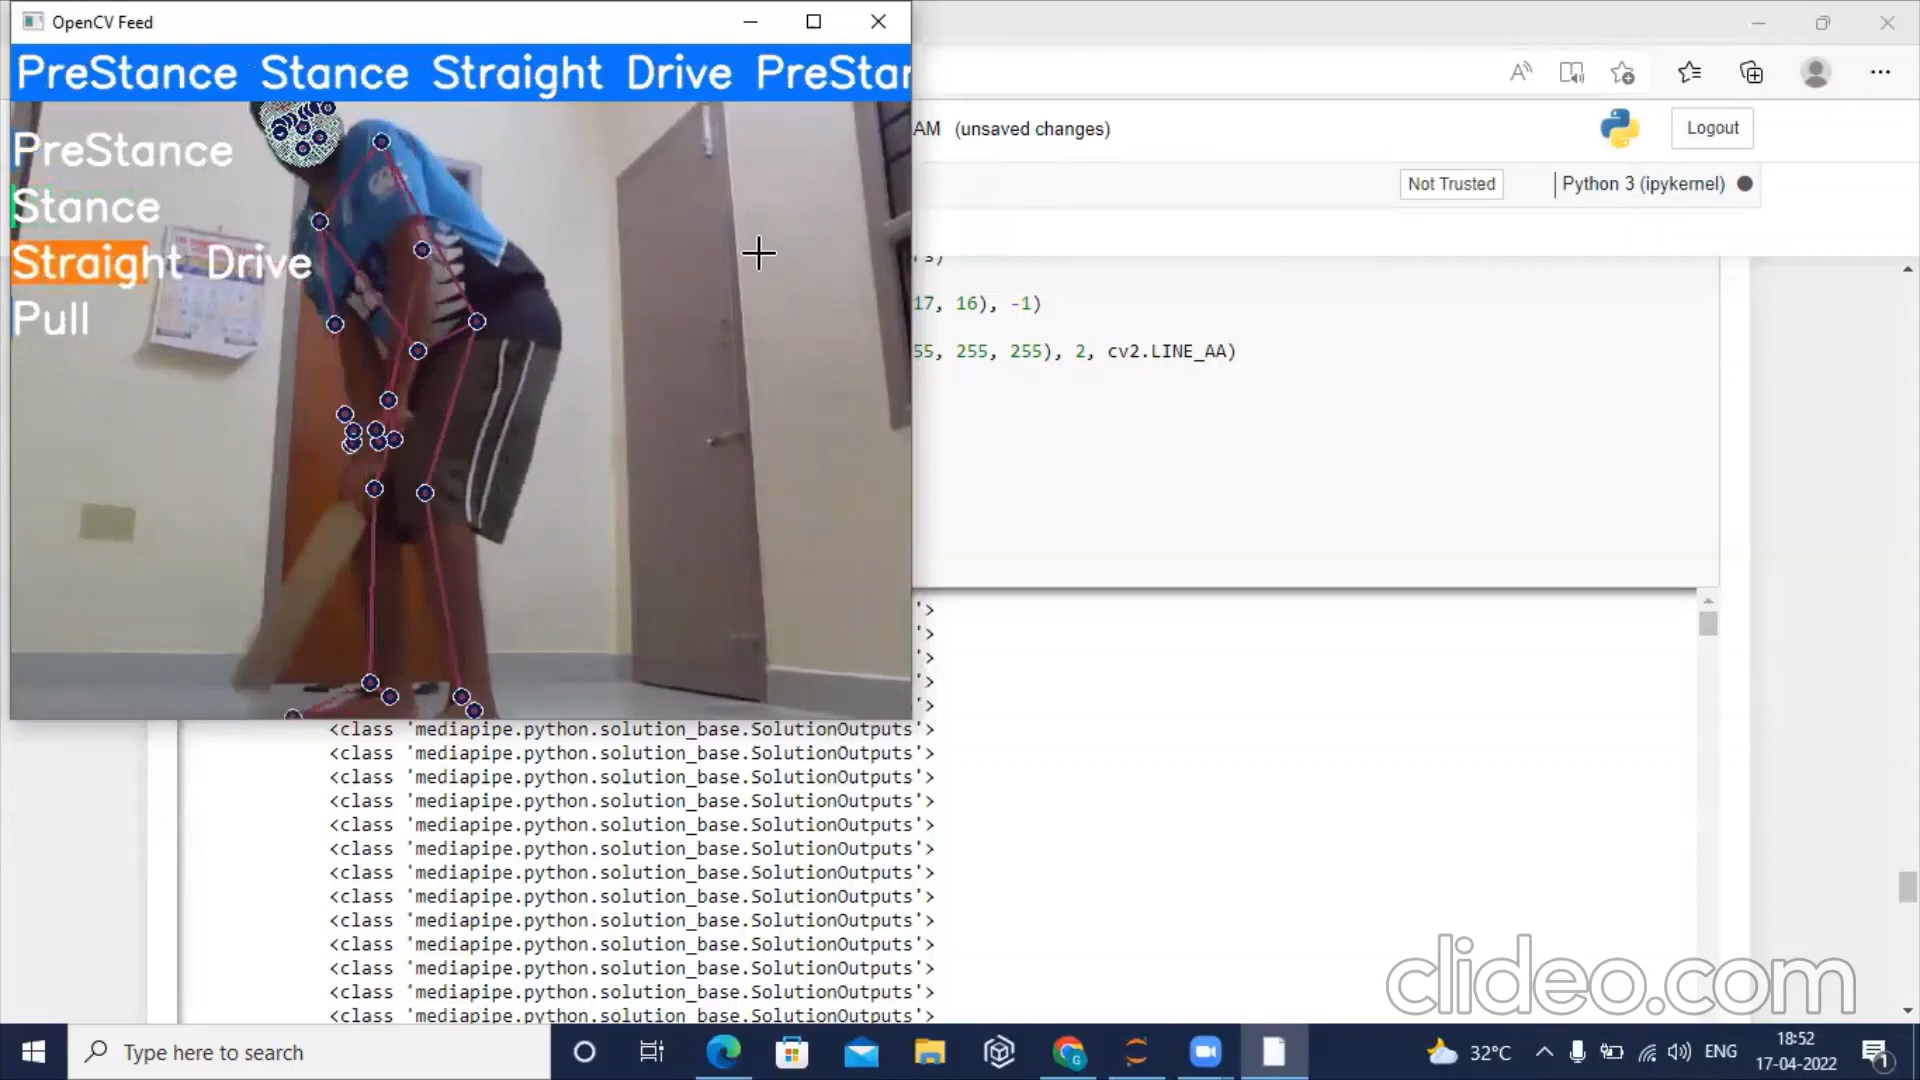 OpenCV Feed
PreStance Stance Straight Drive PreStar
PreStance
Stance
Straight Drive
Pull
AM (unsaved changes)
Logout
Not Trusted
Python 3 (ipykernel)
17, 16), -1)
55, 255, 255), 2, cv2.LINE_AA)
'>
'>
'>
'>
'>
<class 'mediapipe.python.solution_base.SolutionOutputs'>
<class 'mediapipe.python.solution_base.SolutionOutputs'>
<class 'mediapipe.python.solution_base.SolutionOutputs'>
<class 'mediapipe.python.solution_base.SolutionOutputs'>
<class 'mediapipe.python.solution_base.SolutionOutputs'>
<class 'mediapipe.python.solution_base.SolutionOutputs'>
<class 'mediapipe.python.solution_base.SolutionOutputs'>
<class 'mediapipe.python.solution_base.SolutionOutputs'>
<class 'mediapipe.python.solution_base.SolutionOutputs'>
<class 'mediapipe.python.solution_base.SolutionOutputs'>
<class 'mediapipe.python.solution_base.SolutionOutputs'>
<class 'mediapipe.python.solution_base.SolutionOutputs'>
<class 'mediapipe.python.solution_base.SolutionOutputs'>
clideo.com
Type here to search
32°C
ENG
18:52
17-04-2022
1